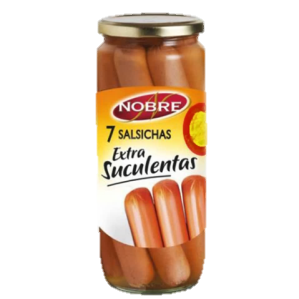 NOBRE
7 SALSICHAS
Extra
Suculentas